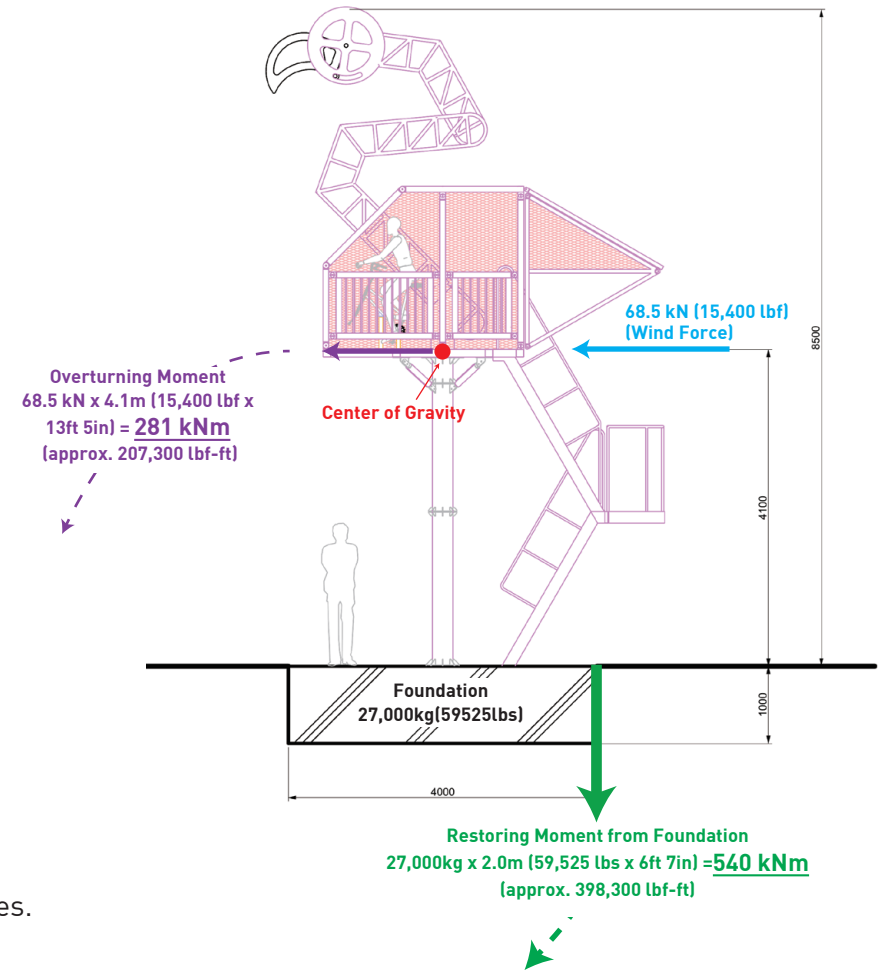 8500
68.5 kN (15,400 lbf)
(Wind Force)
Overturning Moment
68.5 kN x 4.1m (15,400 lbf x
13ft 5in) = 281 kNm
(approx. 207,300 lbf-ft)
Center of Gravity
4100
Foundation
27,000kg(59525lbs)
1000
4000
Restoring Moment from Foundation
27,000kg x 2.0m (59,525 lbs x 6ft 7in) =540 kNm
(approx. 398,300 lbf-ft)
es.